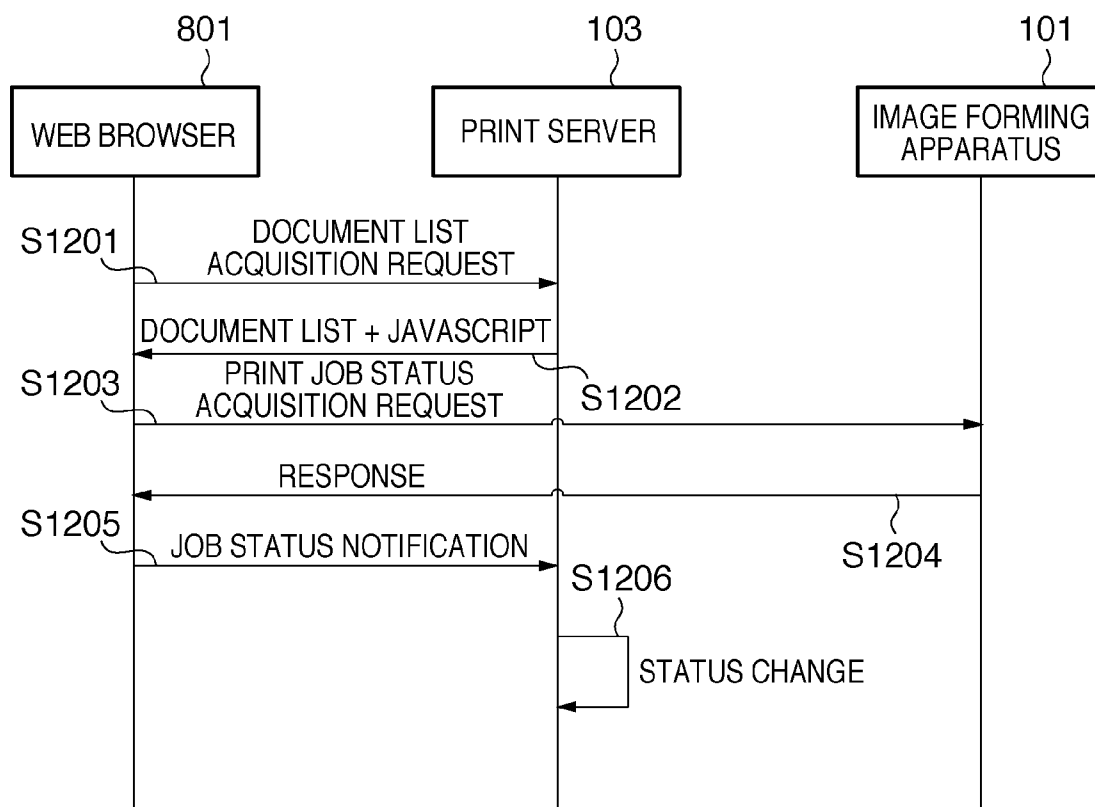 801
103
101
WEB BROWSER
PRINT SERVER
IMAGE FORMING
APPARATUS
S1201
DOCUMENT LIST
ACQUISITION REQUEST
DOCUMENT LIST + JAVASCRIPT
S1202
S1203
PRINT JOB STATUS
ACQUISITION REQUEST
RESPONSE
S1204
S1205
JOB STATUS NOTIFICATION
S1206
STATUS CHANGE